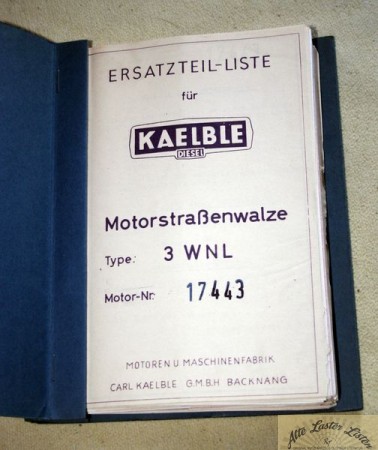 ERSATZTEIL-LISTE
für
KAELBLE
DIESEL
Motorstraßenwalze
Type: 3 WNL
Motor-Nr. 17443
MOTOREN U MASCHINENFABRIK
CARL KAELBLE G.M.B.H BACKNANG
Alte Laster Listen